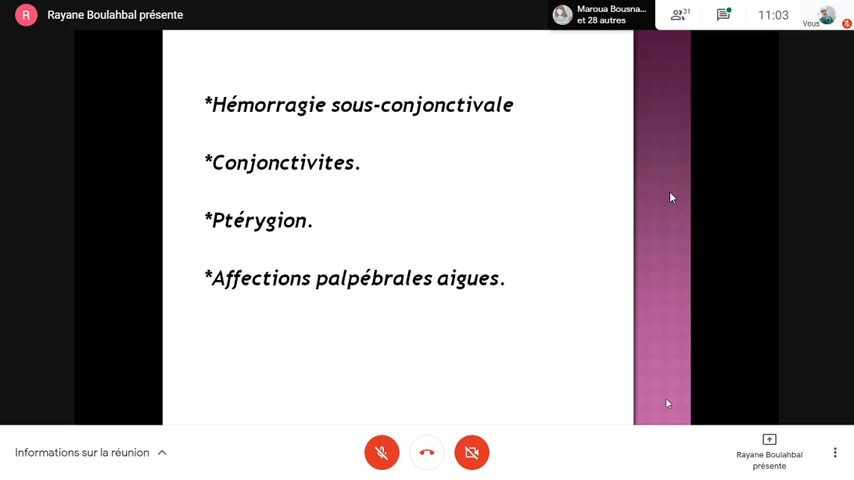 R Rayane Boulahbal présente
Maroua Bousna...
et 28 autres
31
11:03
Vous
*Hémorragie sous-conjonctivale
*Conjonctivites.
*Ptérygion.
*Affections palpébrales aigues.
Informations sur la réunion
Rayane Boulahbal
présente